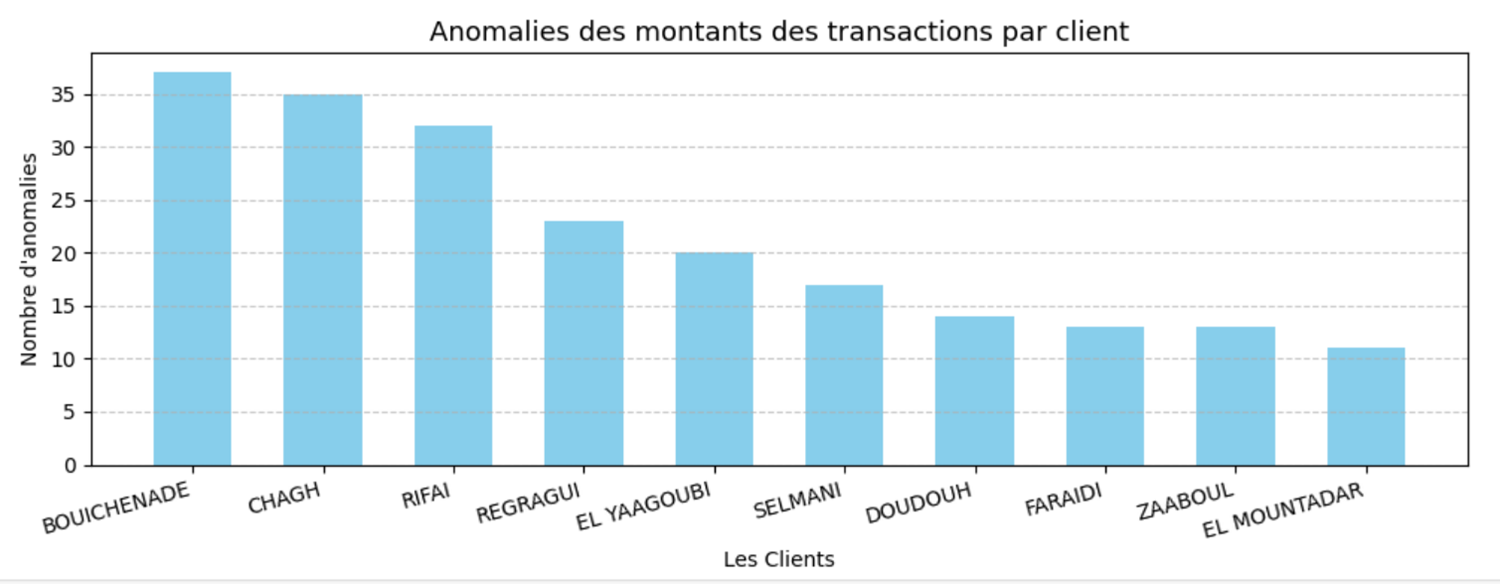 Anomalies des montants des transactions par client
Nombre d'anomalies
35
30
25
20
15
10
5
0
BOUICHENADE
CHAGH
RIFAI
REGRAGUI
EL YAAGOUBI
SELMANI
DOUDOUH
FARAIDI
ZAABOUL
EL MOUNTADAR
Les Clients